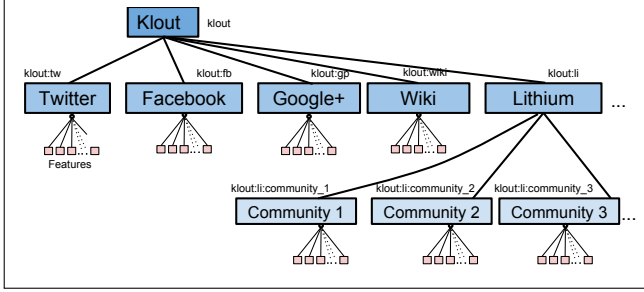 Klout klout
klout:tw klout:fb klout:gp klout:wiki klout:li
Twitter Facebook Google+ Wiki Lithium ...
Features
klout:li:community_1 klout:li:community_2 klout:li:community_3
Community 1 Community 2 Community 3 ...